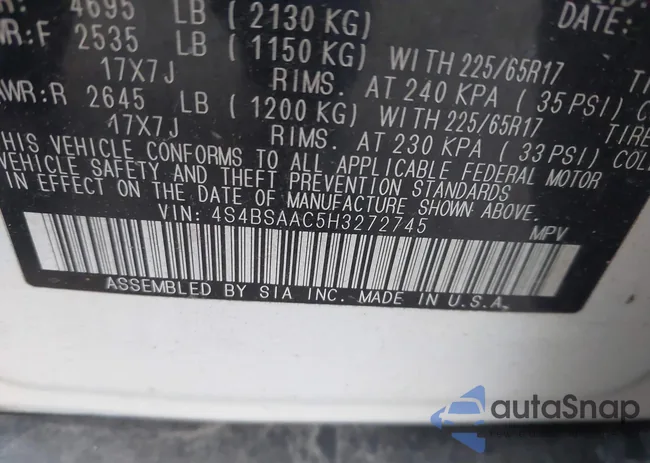 4695 LB ( 2130 KG)
DATE:
WR:F 2535 LB ( 1150 KG) WITH 225/65R17
17X7J RIMS. AT 240 KPA ( 35 PSI)
WR:R 2645 LB ( 1200 KG) WITH 225/65R17
17X7J RIMS. AT 230 KPA ( 33 PSI) COL
TIRE
THIS VEHICLE CONFORMS TO ALL APPLICABLE FEDERAL MOTOR
VEHICLE SAFETY AND THEFT PREVENTION STANDARDS
IN EFFECT ON THE DATE OF MANUFACTURE SHOWN ABOVE.
VIN: 4S4BSAAC5H3272745 MPV
ASSEMBLED BY SIA INC. MADE IN U.S.A.
autoSnap